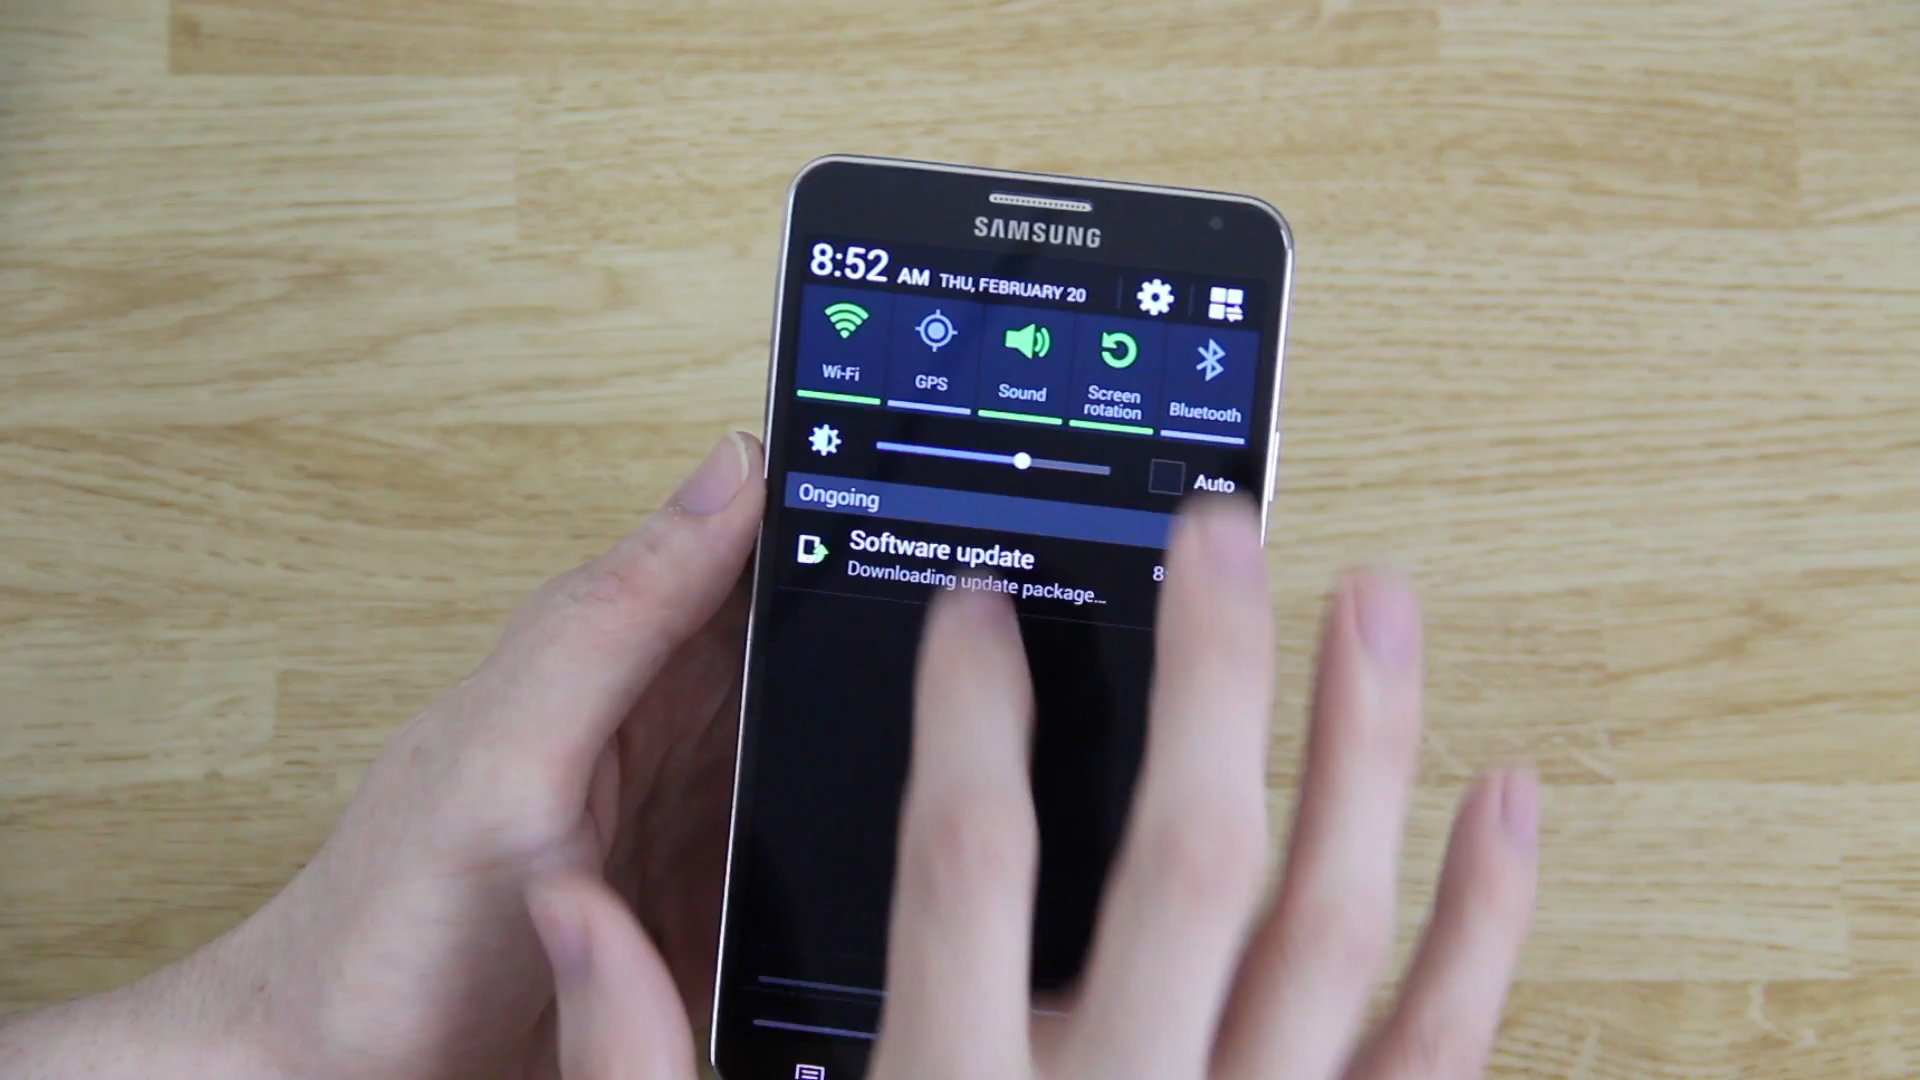 SAMSUNG
8:52 AM THU, FEBRUARY 20
Wi-Fi
GPS
Sound
Screen
rotation
Bluetooth
Auto
Ongoing
Software update
Downloading update package...